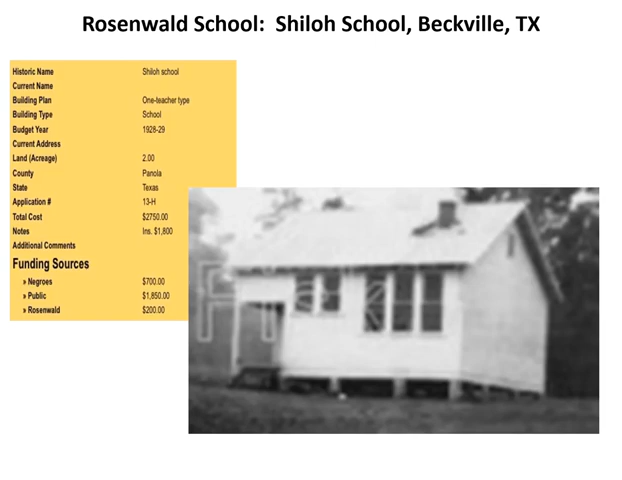 Rosenwald School: Shiloh School, Beckville, TX
Historic Name Shiloh school
Current Name
Building Plan One-teacher type
Building Type School
Budget Year 1928-29
Current Address
Land (Acreage) 2.00
County Panola
State Texas
Application # 13-H
Total Cost $2750.00
Notes Ins. $1,800
Additional Comments
Funding Sources
» Negroes $700.00
» Public $1,850.00
» Rosenwald $200.00